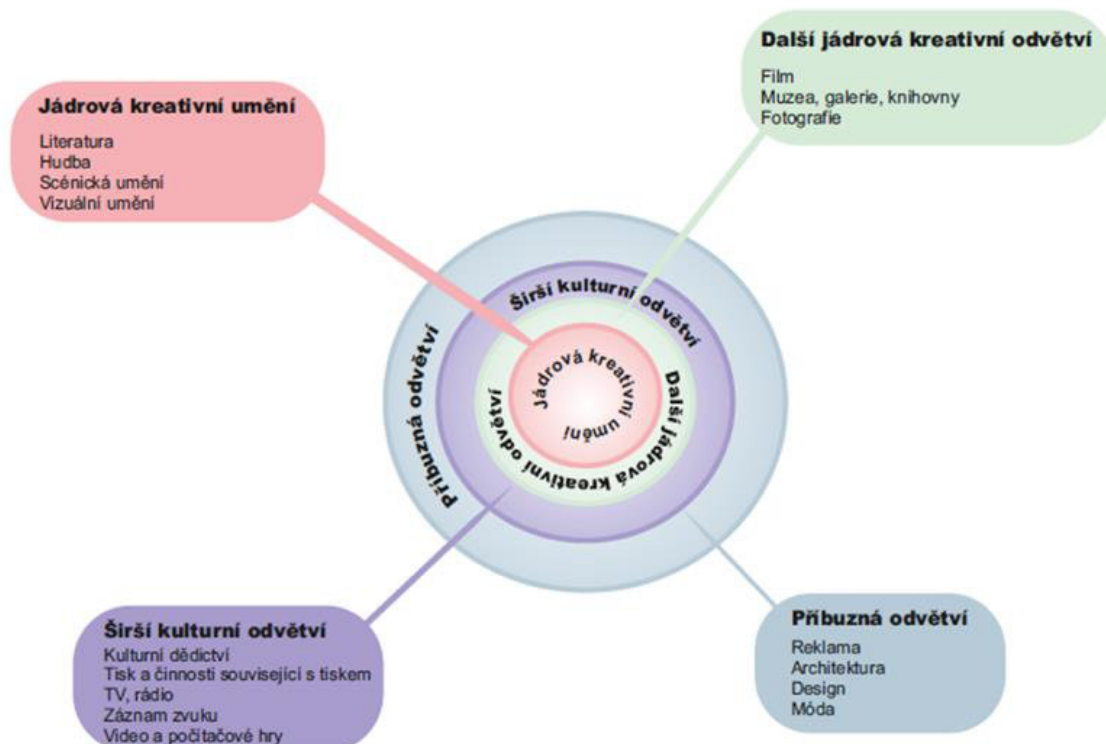 Další jádrová kreativní odvětví
Film
Muzea, galerie, knihovny
Fotografie
Jádrová kreativní umění
Literatura
Hudba
Scénická umění
Vizuální umění
Příbuzná odvětví
Širší kulturní odvětví
Další jádrová kreativní odvětví
Jádrová kreativní umění
Širší kulturní odvětví
Kulturní dědictví
Tisk a činnosti související s tiskem
TV, rádio
Záznam zvuku
Video a počítačové hry
Příbuzná odvětví
Reklama
Architektura
Design
Móda